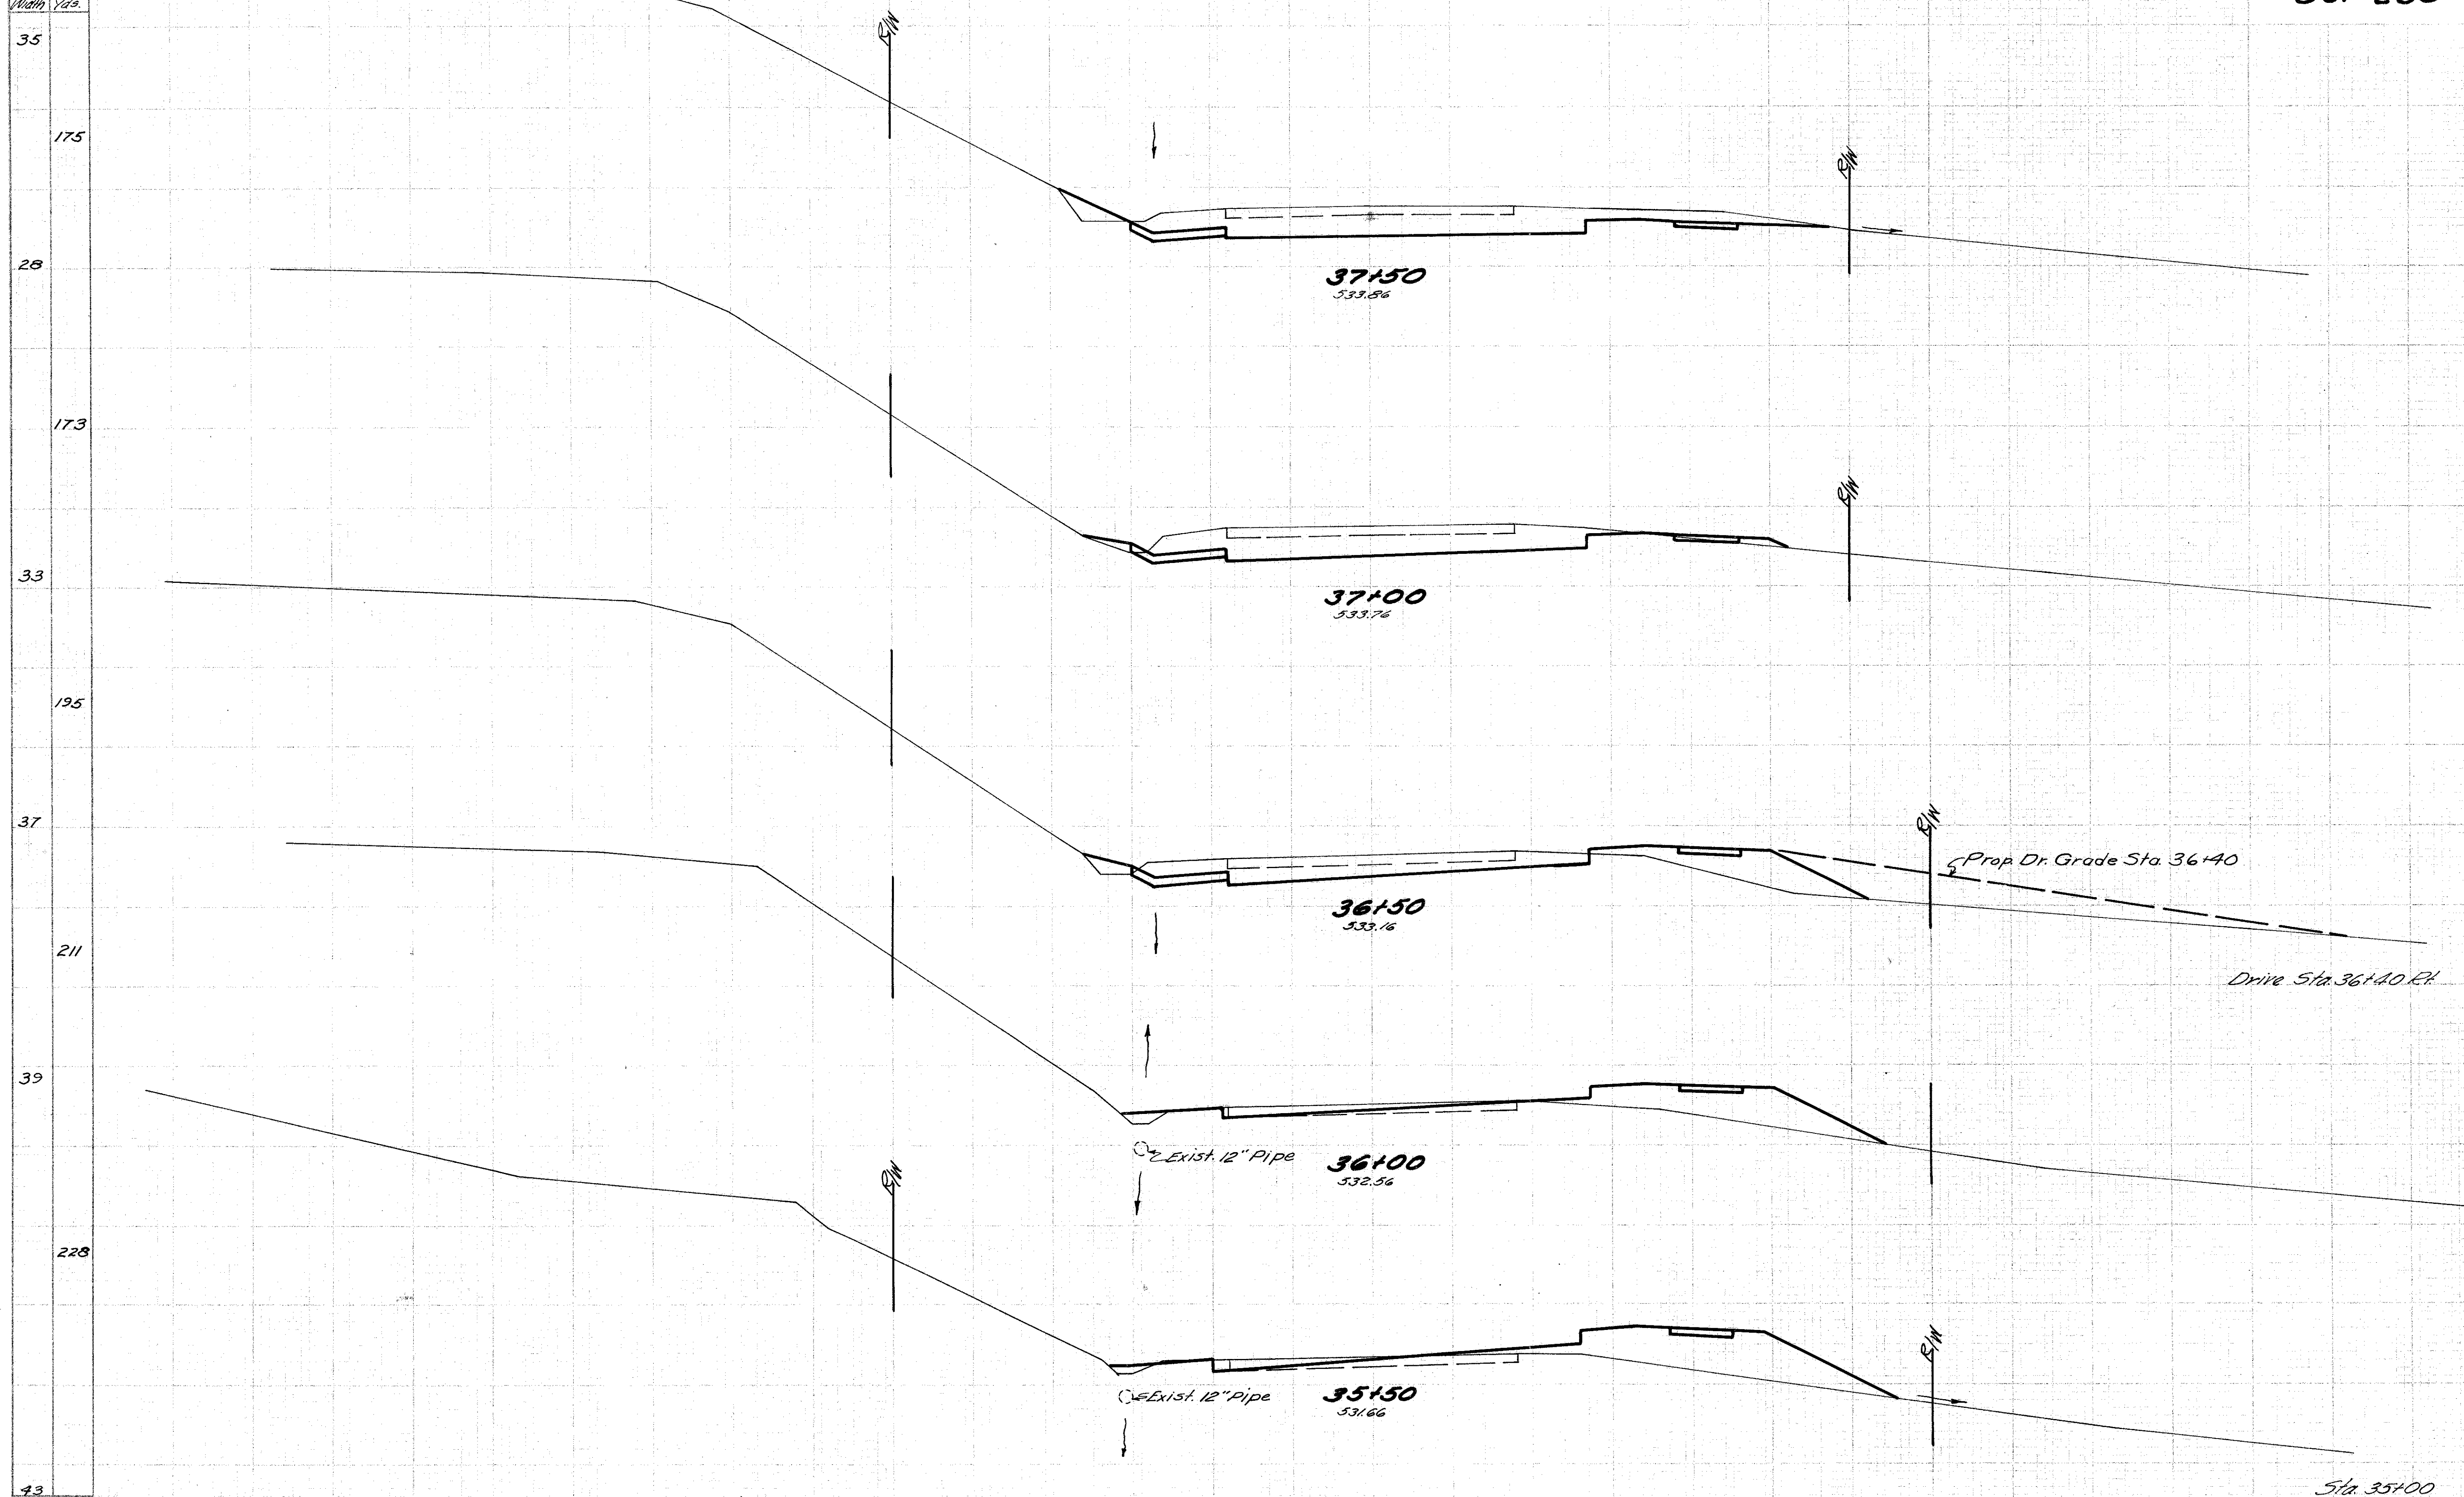 Width Yds.
35
R/W
175
R/W
28
37+50
533.86
173
R/W
33
37+00
533.76
195
37
R/W
Prop. Dr. Grade Sta. 36+40
36+50
533.16
211
Drive Sta. 36+40 Rt.
39
Exist. 12" Pipe
36+00
532.56
R/W
228
R/W
Exist. 12" Pipe
35+50
531.66
43
Sta. 35+00